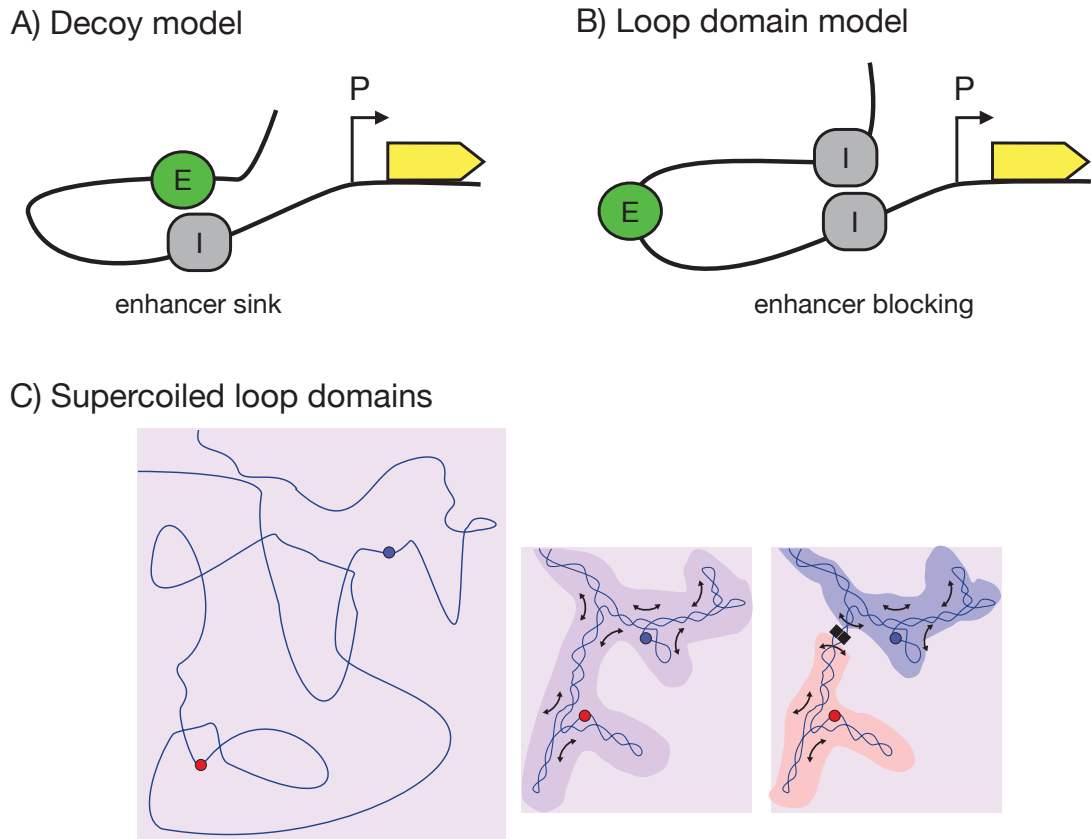 A) Decoy model
B) Loop domain model
P
E
I
enhancer sink
P
I
E
I
enhancer blocking
C) Supercoiled loop domains